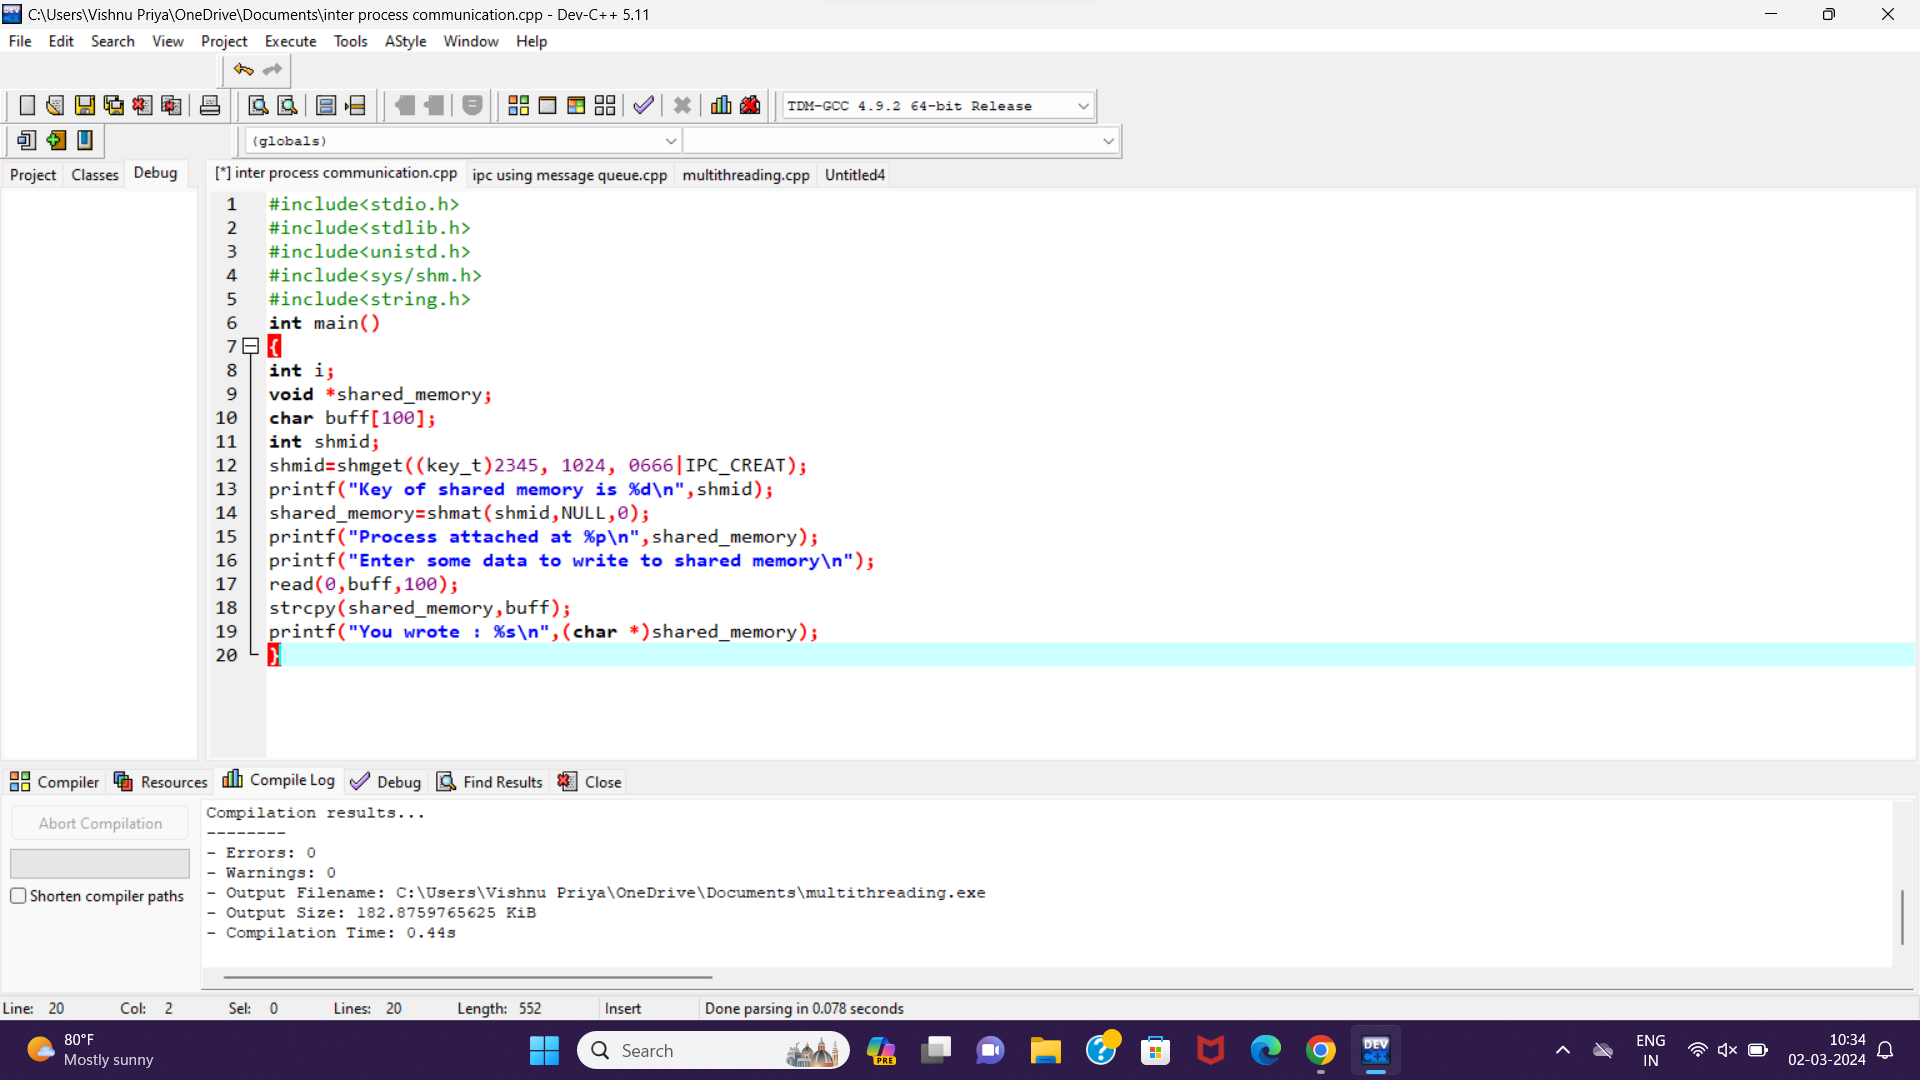 C:\Users\Vishnu Priya\OneDrive\Documents\inter process communication.cpp - Dev-C++ 5.11
File Edit Search View Project Execute Tools AStyle Window Help
TDM-GCC 4.9.2 64-bit Release
(globals)
Project Classes Debug
[*] inter process communication.cpp ipc using message queue.cpp multithreading.cpp Untitled4
1 #include<stdio.h>
2 #include<stdlib.h>
3 #include<unistd.h>
4 #include<sys/shm.h>
5 #include<string.h>
6 int main()
7 {
8 int i;
9 void *shared_memory;
10 char buff[100];
11 int shmid;
12 shmid=shmget((key_t)2345, 1024, 0666|IPC_CREAT);
13 printf("Key of shared memory is %d\n",shmid);
14 shared_memory=shmat(shmid,NULL,0);
15 printf("Process attached at %p\n",shared_memory);
16 printf("Enter some data to write to shared memory\n");
17 read(0,buff,100);
18 strcpy(shared_memory,buff);
19 printf("You wrote : %s\n",(char *)shared_memory);
20 }
Compiler Resources Compile Log Debug Find Results Close
Abort Compilation
Shorten compiler paths
Compilation results...
--------
- Errors: 0
- Warnings: 0
- Output Filename: C:\Users\Vishnu Priya\OneDrive\Documents\multithreading.exe
- Output Size: 182.8759765625 KiB
- Compilation Time: 0.44s
Line: 20 Col: 2 Sel: 0 Lines: 20 Length: 552 Insert Done parsing in 0.078 seconds
80°F
Mostly sunny
Search
PRE
DEV
C++
ENG
IN
10:34
02-03-2024